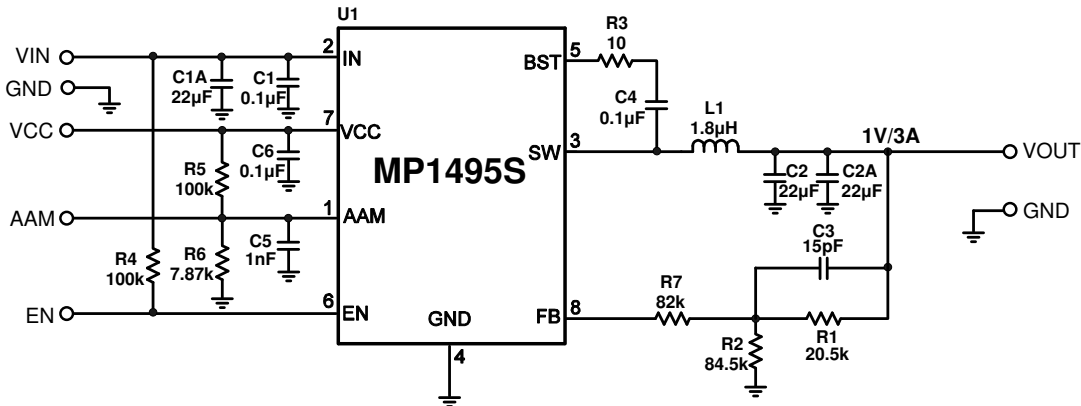 U1
VIN
2
IN
C1A
22µF
C1
0.1µF
GND
VCC
7
VCC
C6
0.1µF
R5
100k
AAM
1
AAM
R4
100k
R6
7.87k
C5
1nF
EN
6
EN
MP1495S
GND
4
BST
5
R3
10
C4
0.1µF
SW
3
L1
1.8µH
1V/3A
VOUT
C2
22µF
C2A
22µF
GND
C3
15pF
FB
8
R7
82k
R2
84.5k
R1
20.5k